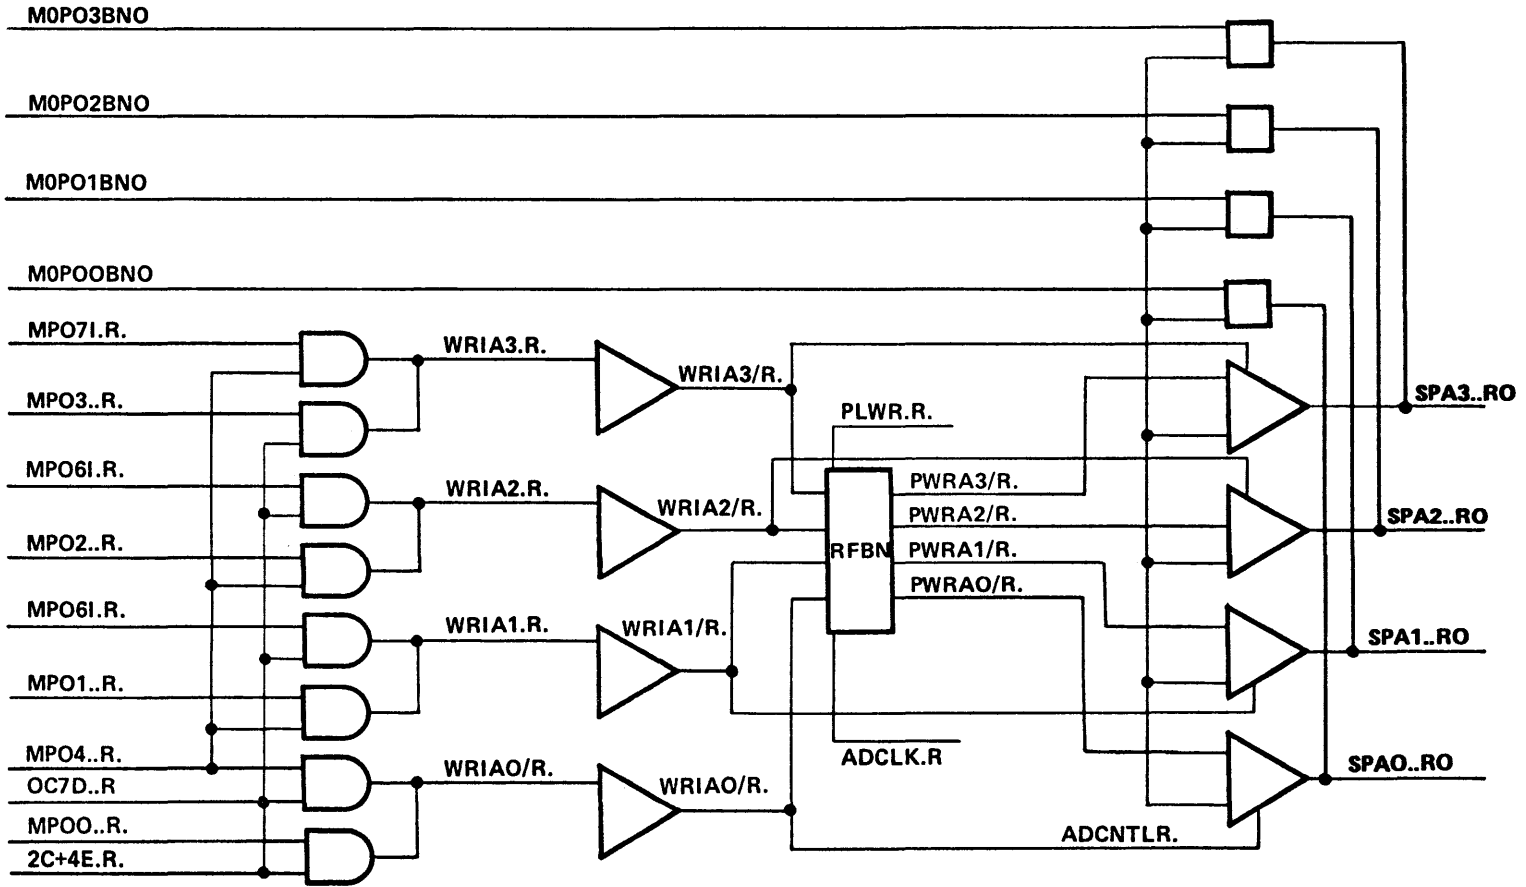 M0PO3BNO
M0PO2BNO
M0PO1BNO
M0POOBNO
MPO7I.R.
WRIA3.R.
WRIA3/R.
SPA3..RO
MPO3..R.
PLWR.R.
MPO6I.R.
WRIA2.R.
WRIA2/R.
PWRA3/R.
PWRA2/R.
SPA2..RO
MPO2..R.
RFBN
PWRA1/R.
PWRAO/R.
MPO6I.R.
WRIA1.R.
WRIA1/R.
SPA1..RO
MPO1..R.
MPO4..R.
WRIAO/R.
WRIAO/R.
ADCLK.R
SPAO..RO
OC7D..R
MPOO..R.
ADCNTLR.
2C+4E.R.